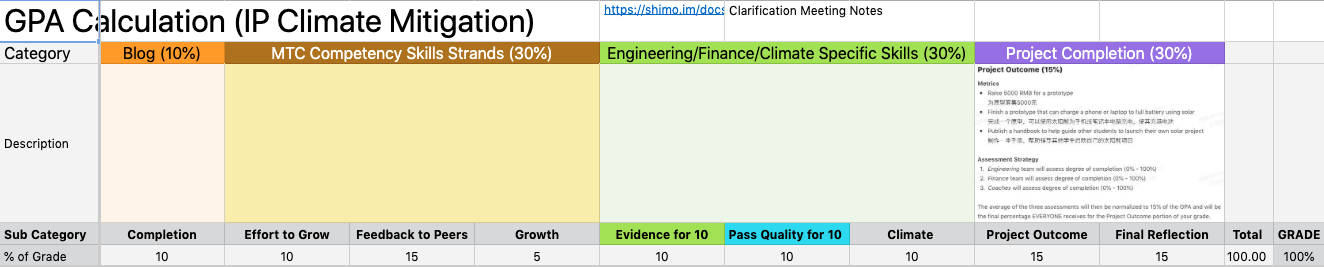 GPA Calculation (IP Climate Mitigation)
https://shimo.im/docs
Clarification Meeting Notes
Category
Blog (10%)
MTC Competency Skills Strands (30%)
Engineering/Finance/Climate Specific Skills (30%)
Project Completion (30%)
Description
Project Outcome (15%)
Metrics
Raise 5000 RMB for a prototype
为原型募集5000元
Finish a prototype that can charge a phone or laptop to full battery using solar
完成一个原型，可以使用太阳能为手机或笔记本电脑充电，使其充满电池
Publish a handbook to help guide other students to launch their own solar project
制作一本手册，帮助指导其他学生启动自己的太阳能项目
Assessment Strategy
1. Engineering team will assess degree of completion (0% - 100%)
2. Finance team will assess degree of completion (0% - 100%)
3. Coaches will assess degree of completion (0% - 100%)
The average of the three assessments will then be normalized to 15% of the GPA and will be
the final percentage EVERYONE receives for the Project Outcome portion of your grade.
Sub Category
Completion
Effort to Grow
Feedback to Peers
Growth
Evidence for 10
Pass Quality for 10
Climate
Project Outcome
Final Reflection
Total
GRADE
% of Grade
10
10
15
5
10
10
10
15
15
100.00
100%